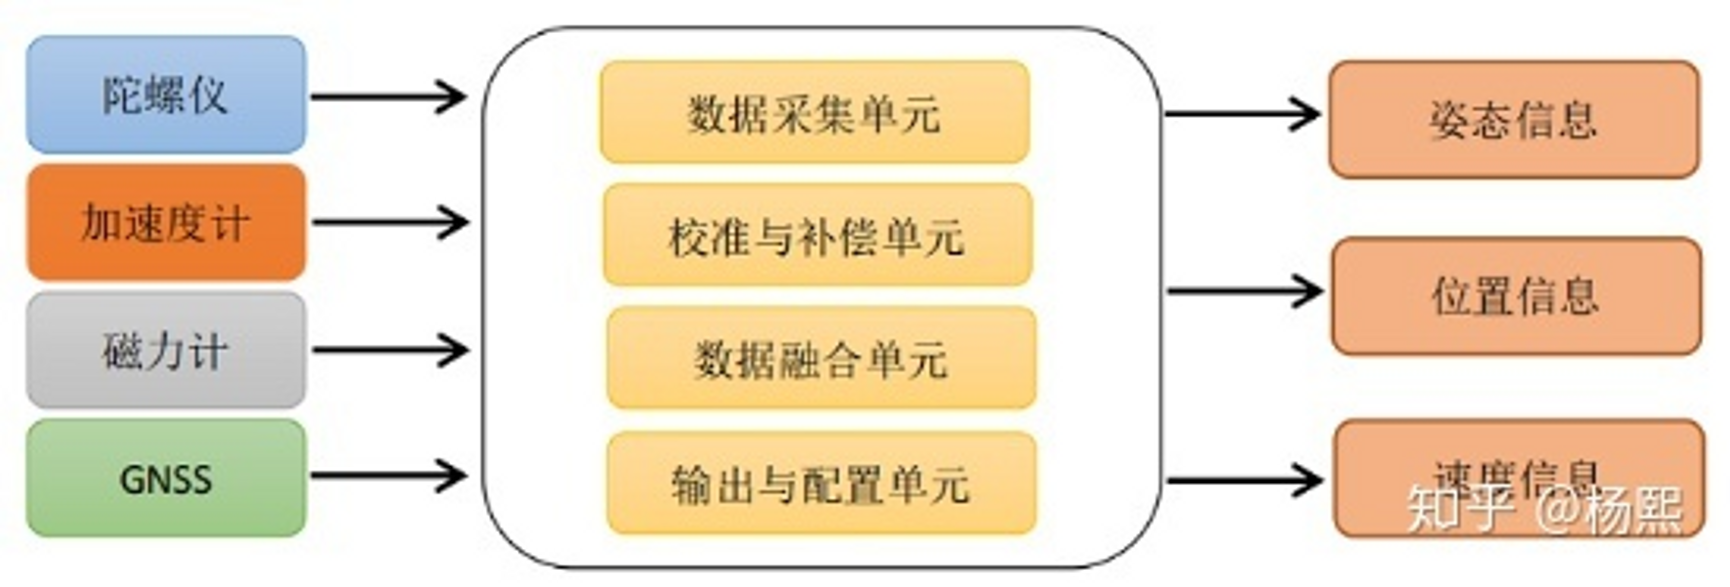 陀螺仪
加速度计
磁力计
GNSS
数据采集单元
校准与补偿单元
数据融合单元
输出与配置单元
姿态信息
位置信息
速度信息
知乎 @杨熙